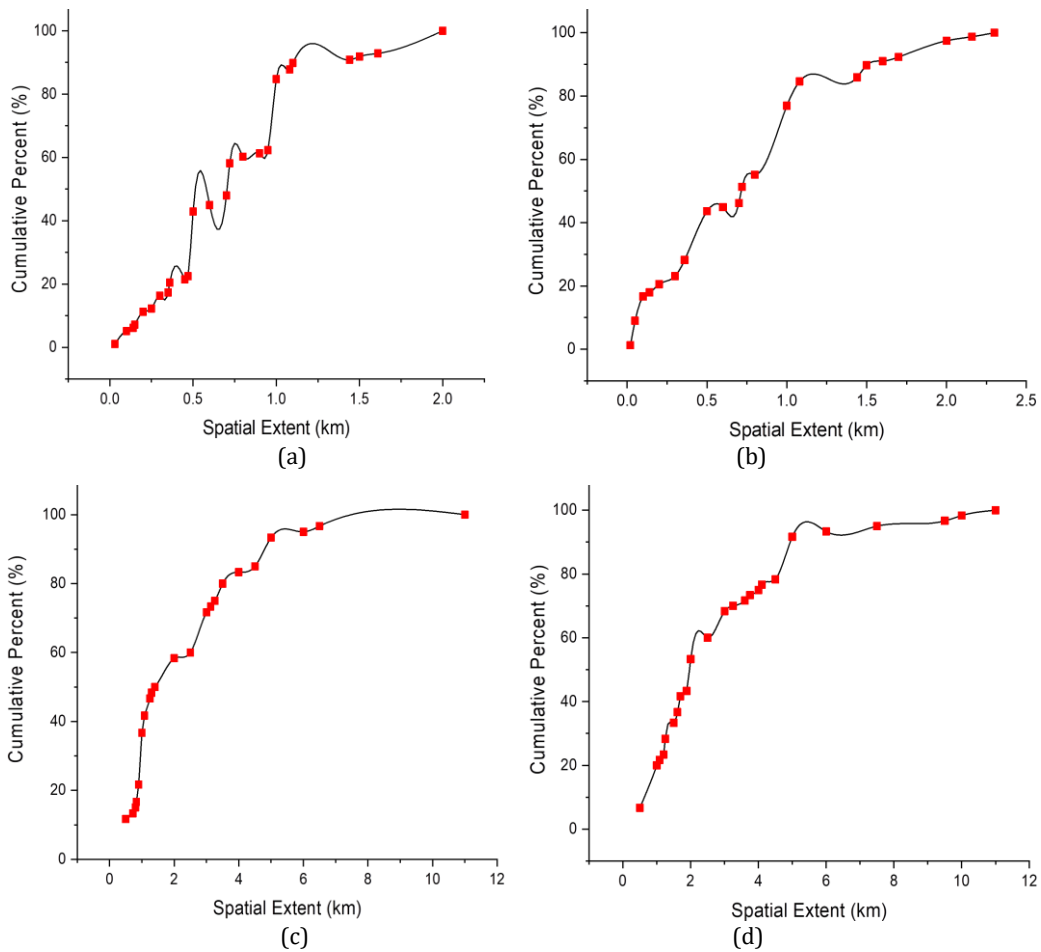 Cumulative Percent (%)
100
80
60
40
20
0
0.0 0.5 1.0 1.5 2.0
Spatial Extent (km)
(a)
Cumulative Percent (%)
100
80
60
40
20
0
0.0 0.5 1.0 1.5 2.0 2.5
Spatial Extent (km)
(b)
Cumulative Percent (%)
100
80
60
40
20
0
0 2 4 6 8 10 12
Spatial Extent (km)
(c)
Cumulative Percent (%)
100
80
60
40
20
0
0 2 4 6 8 10 12
Spatial Extent (km)
(d)